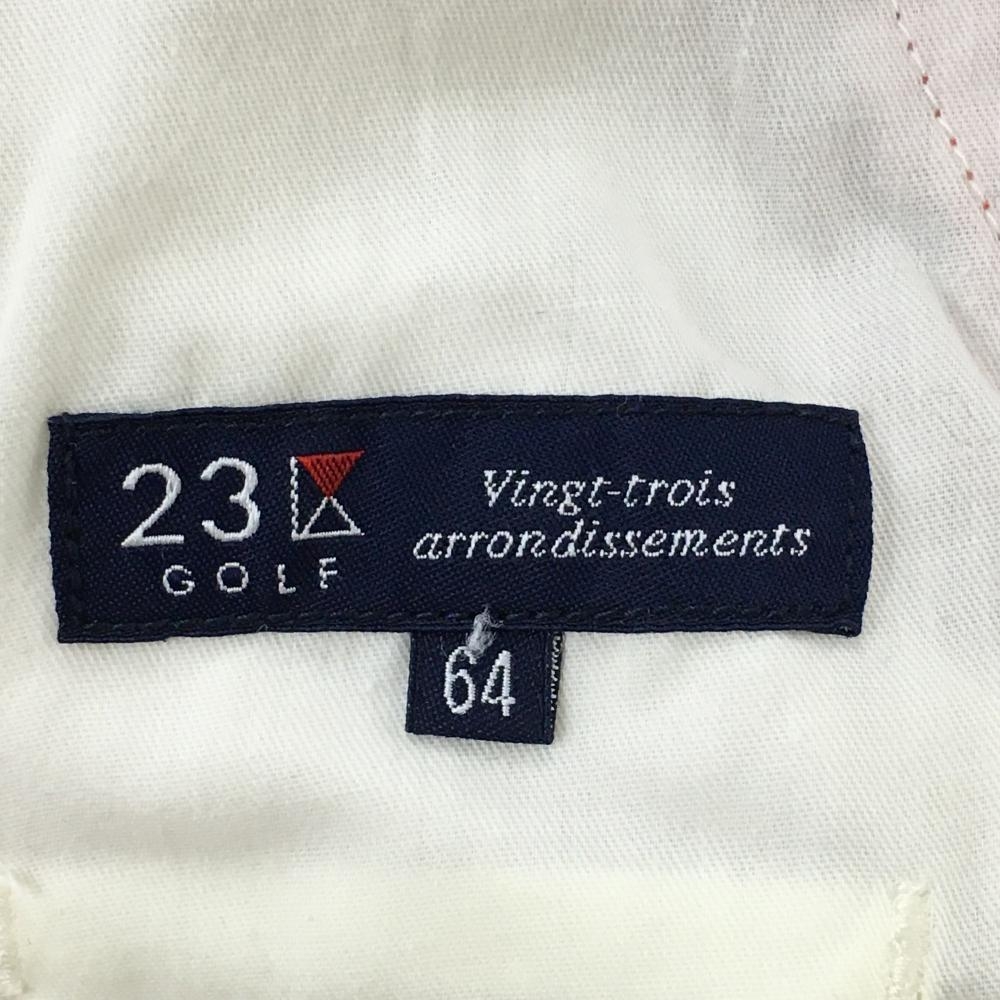 23
GOLF
Vingt-trois
arrondissements
64